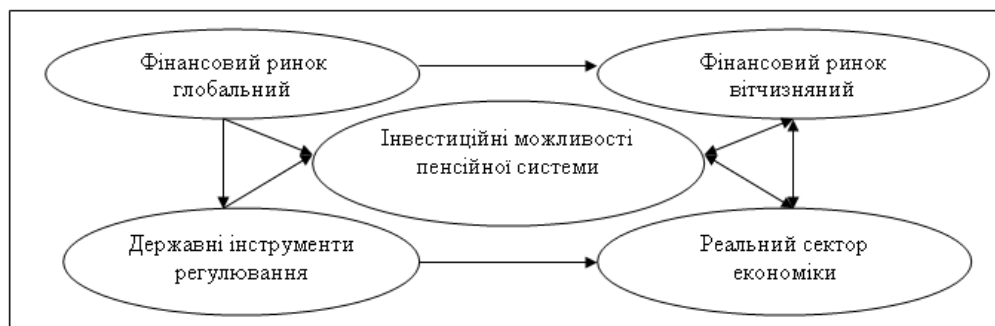 Фінансовий ринок
глобальний
Фінансовий ринок
вітчизняний
Інвестиційні можливості
пенсійної системи
Державні інструменти
регулювання
Реальний сектор
економіки